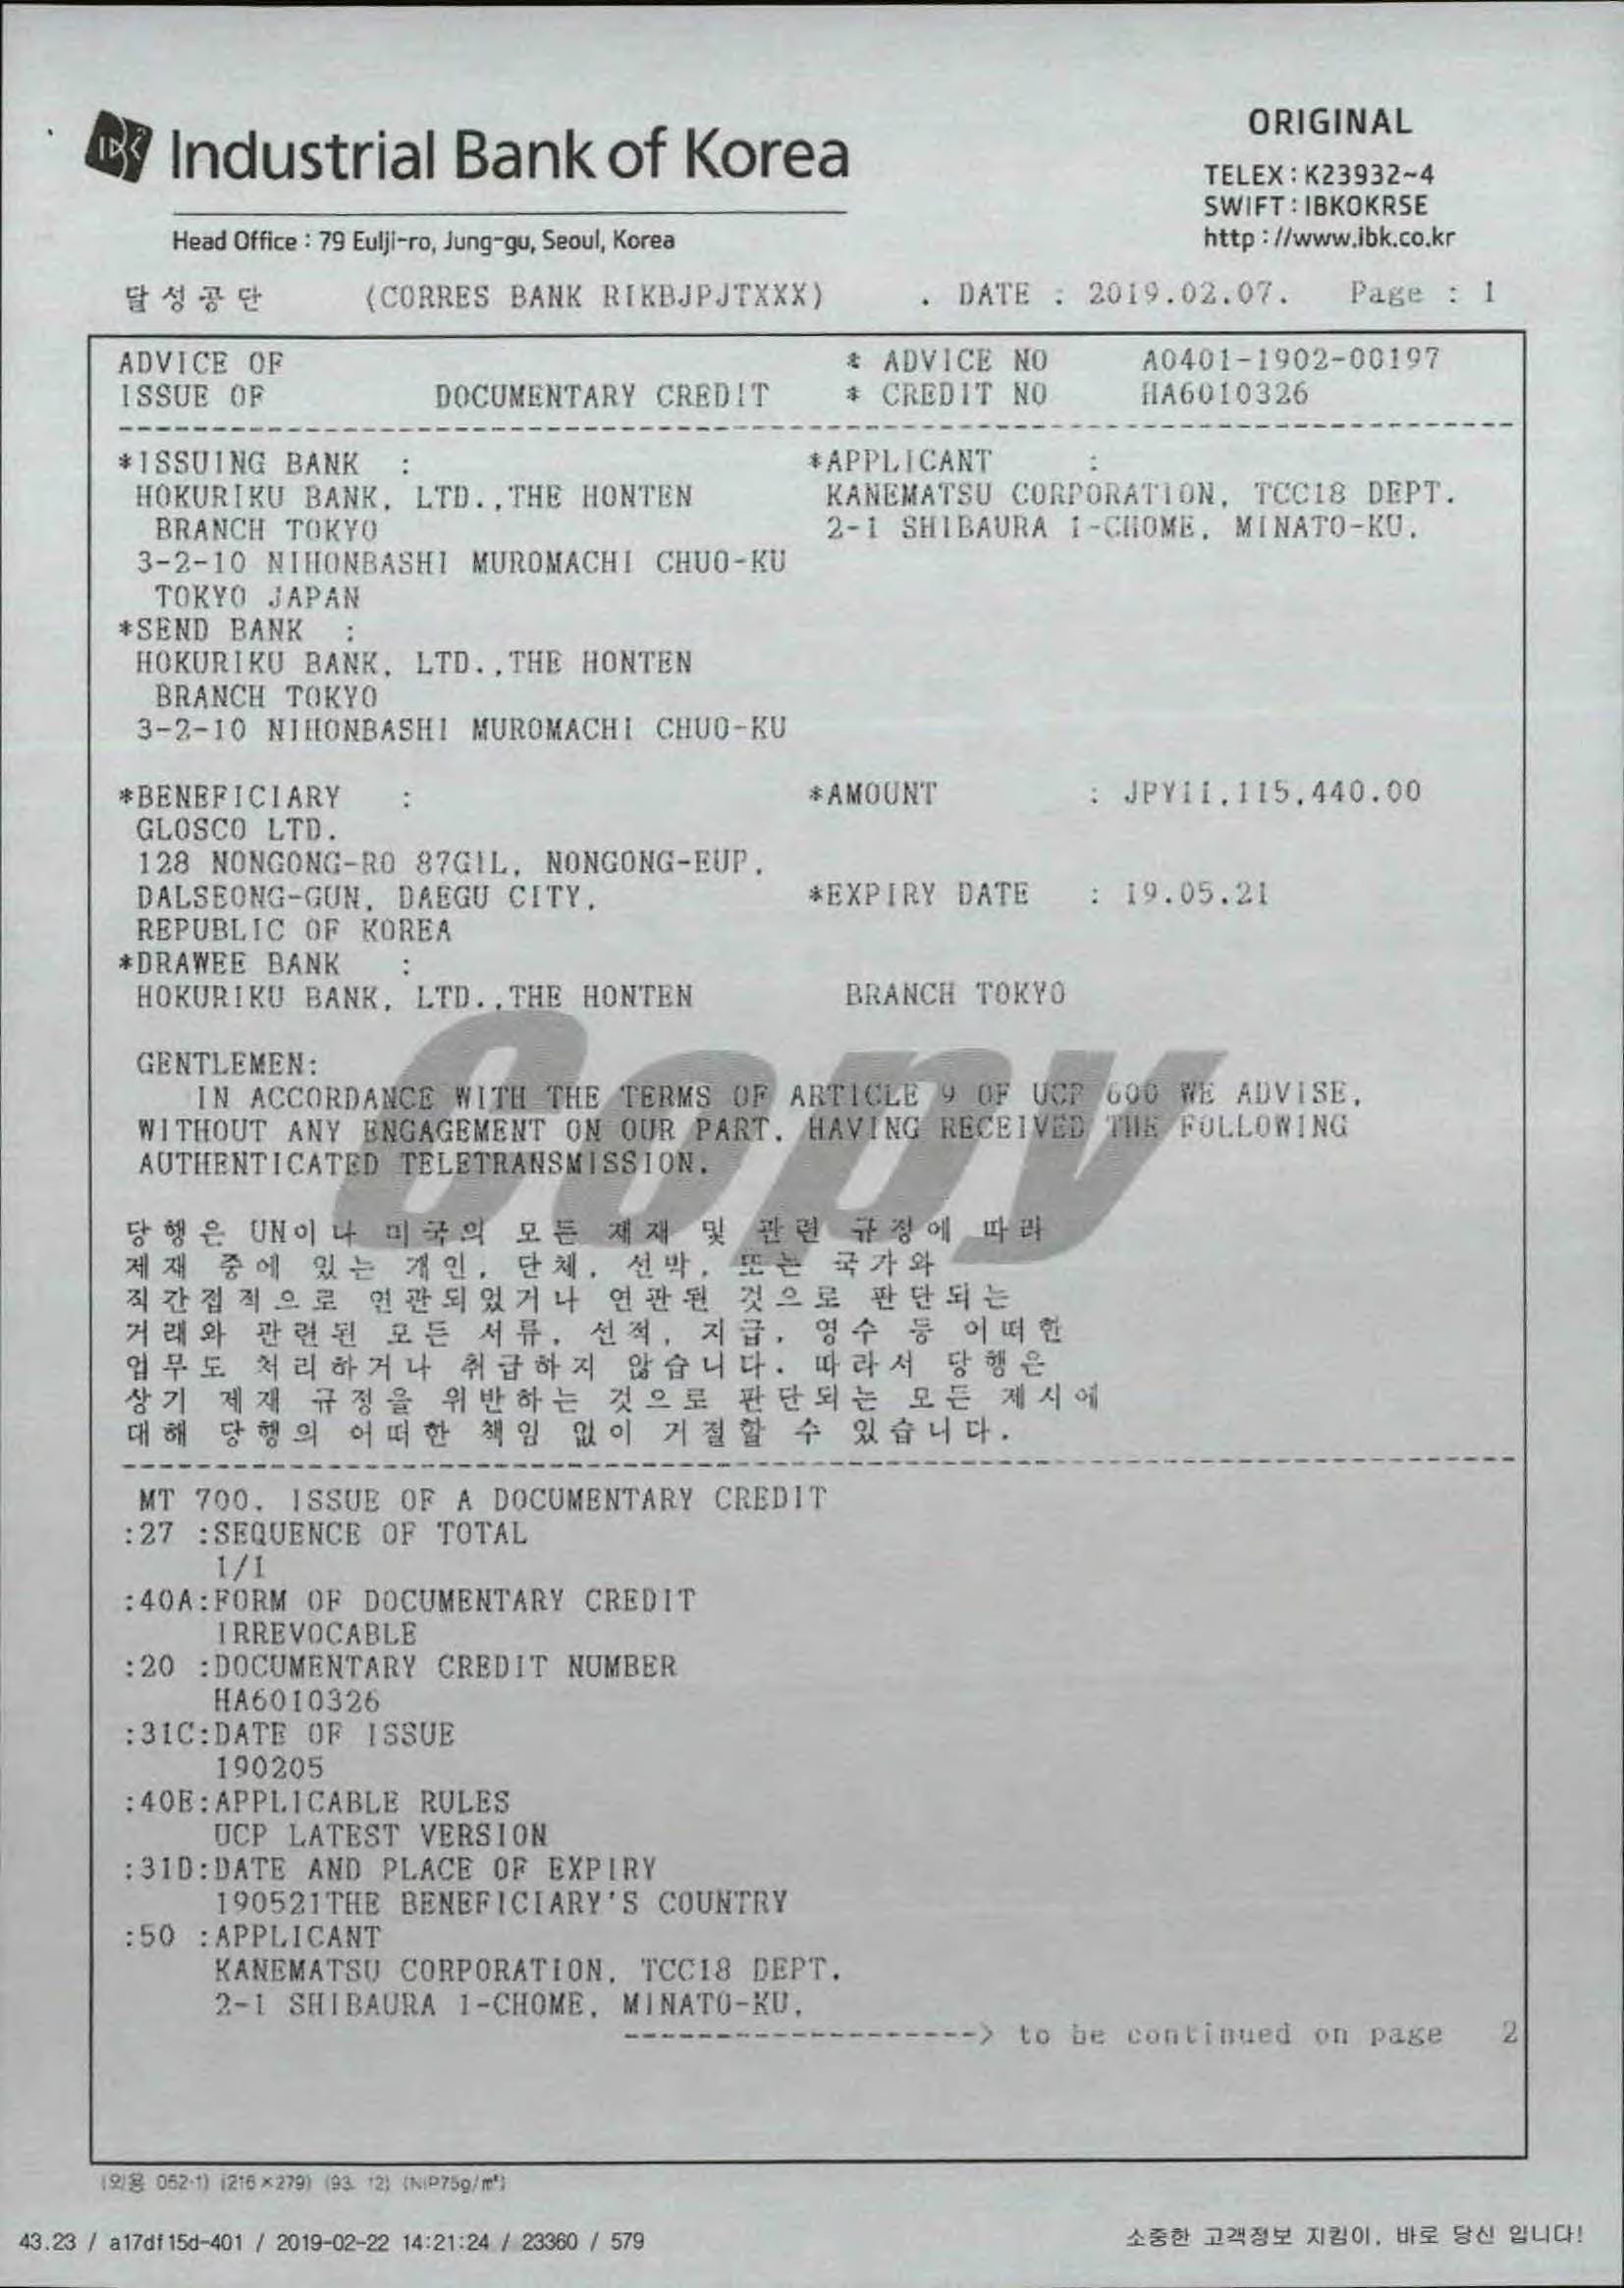 IBK Industrial Bank of Korea
ORIGINAL
TELEX : K23932~4
SWIFT : IBKOKRSE
http : //www.ibk.co.kr
Head Office : 79 Eulji-ro, Jung-gu, Seoul, Korea
달성공단 (CORRES BANK RIKBJPJTXXX) . DATE : 2019.02.07. Page : 1
ADVICE OF * ADVICE NO A0401-1902-00197
ISSUE OF DOCUMENTARY CREDIT * CREDIT NO HA6010326
*ISSUING BANK : *APPLICANT :
HOKURIKU BANK, LTD.,THE HONTEN KANEMATSU CORPORATION, TCC18 DEPT.
BRANCH TOKYO 2-1 SHIBAURA 1-CHOME, MINATO-KU,
3-2-10 NIHONBASHI MUROMACHI CHUO-KU
TOKYO JAPAN
*SEND BANK :
HOKURIKU BANK, LTD.,THE HONTEN
BRANCH TOKYO
3-2-10 NIHONBASHI MUROMACHI CHUO-KU
*BENEFICIARY : *AMOUNT : JPY11,115,440.00
GLOSCO LTD.
128 NONGONG-RO 87GIL, NONGONG-EUP,
DALSEONG-GUN, DAEGU CITY, *EXPIRY DATE : 19.05.21
REPUBLIC OF KOREA
*DRAWEE BANK :
HOKURIKU BANK, LTD.,THE HONTEN BRANCH TOKYO
Copy
GENTLEMEN:
IN ACCORDANCE WITH THE TERMS OF ARTICLE 9 OF UCP 600 WE ADVISE,
WITHOUT ANY ENGAGEMENT ON OUR PART, HAVING RECEIVED THE FOLLOWING
AUTHENTICATED TELETRANSMISSION.
당행은 UN이나 미국의 모든 제재 및 관련 규정에 따라
제재 중에 있는 개인, 단체, 선박, 또는 국가와
직간접적으로 연관되었거나 연관된 것으로 판단되는
거래와 관련된 모든 서류, 선적, 지급, 영수 등 어떠한
업무도 처리하거나 취급하지 않습니다. 따라서 당행은
상기 제재 규정을 위반하는 것으로 판단되는 모든 제시에
대해 당행의 어떠한 책임 없이 거절할 수 있습니다.
MT 700. ISSUE OF A DOCUMENTARY CREDIT
:27 :SEQUENCE OF TOTAL
1/1
:40A:FORM OF DOCUMENTARY CREDIT
IRREVOCABLE
:20 :DOCUMENTARY CREDIT NUMBER
HA6010326
:31C:DATE OF ISSUE
190205
:40E:APPLICABLE RULES
UCP LATEST VERSION
:31D:DATE AND PLACE OF EXPIRY
190521THE BENEFICIARY'S COUNTRY
:50 :APPLICANT
KANEMATSU CORPORATION, TCC18 DEPT.
2-1 SHIBAURA 1-CHOME, MINATO-KU,
-------------------> to be continued on page 2
(외용 052-1) (216×279) (93. 12) (NIP75g/㎡)
43.23 / a17df15d-401 / 2019-02-22 14:21:24 / 23360 / 579
소중한 고객정보 지킴이, 바로 당신 입니다!